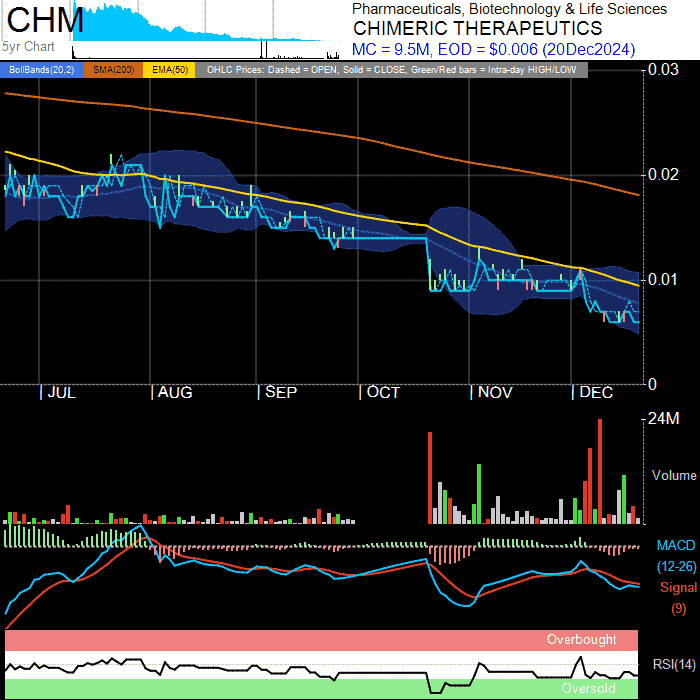 CHM
5yr Chart
Pharmaceuticals, Biotechnology & Life Sciences
CHIMERIC THERAPEUTICS
MC = 9.5M, EOD = $0.006 (20Dec2024)
BollBands(20,2) SMA(200) EMA(50) OHLC Prices: Dashed = OPEN, Solid = CLOSE, Green/Red bars = Intra-day HIGH/LOW
0.03
0.02
0.01
0
| JUL | AUG | SEP | OCT | NOV | DEC
24M
Volume
MACD
(12-26)
Signal
(9)
Overbought
RSI(14)
Oversold